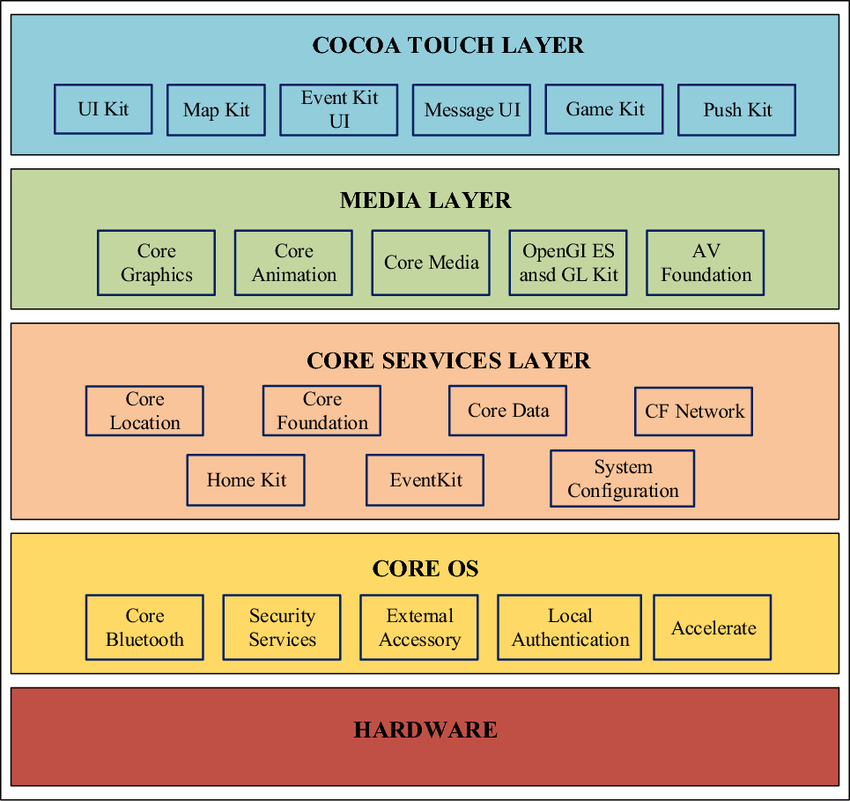 COCOA TOUCH LAYER
UI Kit
Map Kit
Event Kit
UI
Message UI
Game Kit
Push Kit
MEDIA LAYER
Core
Graphics
Core
Animation
Core Media
OpenGI ES
ansd GL Kit
AV
Foundation
CORE SERVICES LAYER
Core
Location
Core
Foundation
Core Data
CF Network
Home Kit
EventKit
System
Configuration
CORE OS
Core
Bluetooth
Security
Services
External
Accessory
Local
Authentication
Accelerate
HARDWARE